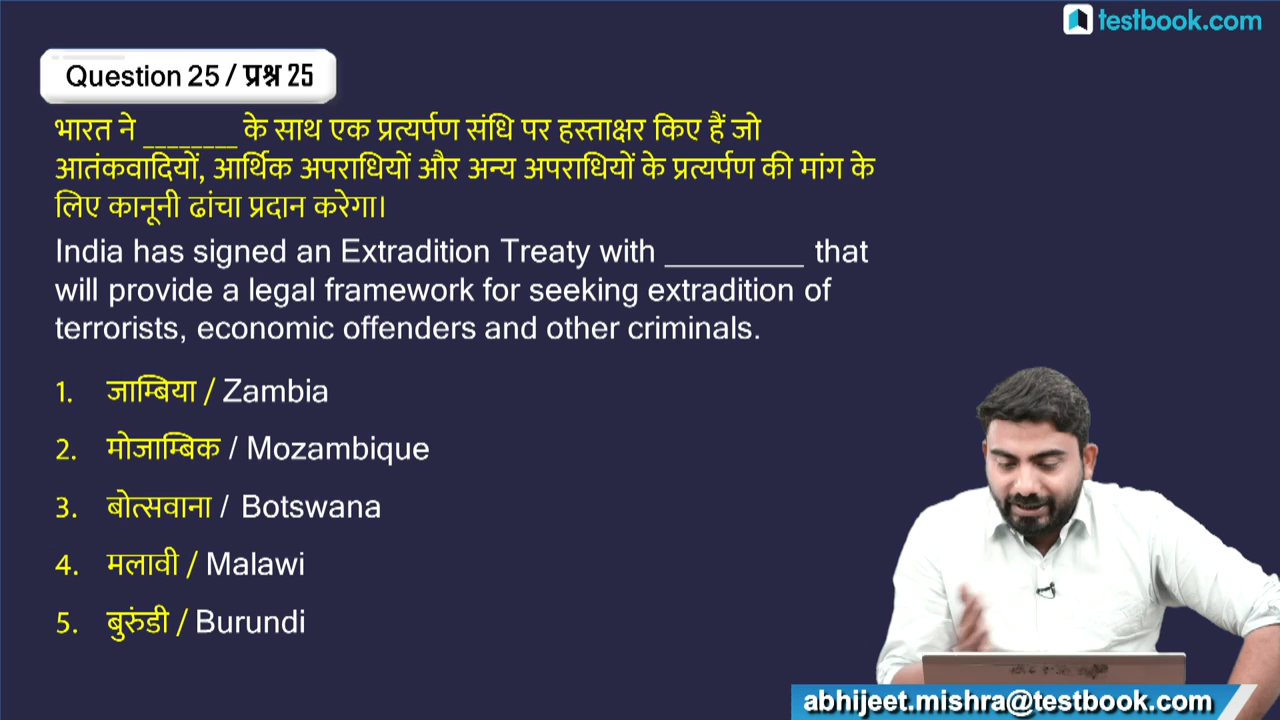 testbook.com
Question 25 / प्रश्न 25
भारत ने ________ के साथ एक प्रत्यर्पण संधि पर हस्ताक्षर किए हैं जो
आतंकवादियों, आर्थिक अपराधियों और अन्य अपराधियों के प्रत्यर्पण की मांग के
लिए कानूनी ढांचा प्रदान करेगा।
India has signed an Extradition Treaty with ________ that
will provide a legal framework for seeking extradition of
terrorists, economic offenders and other criminals.
1. जाम्बिया / Zambia
2. मोजाम्बिक / Mozambique
3. बोत्सवाना / Botswana
4. मलावी / Malawi
5. बुरुंडी / Burundi
abhijeet.mishra@testbook.com